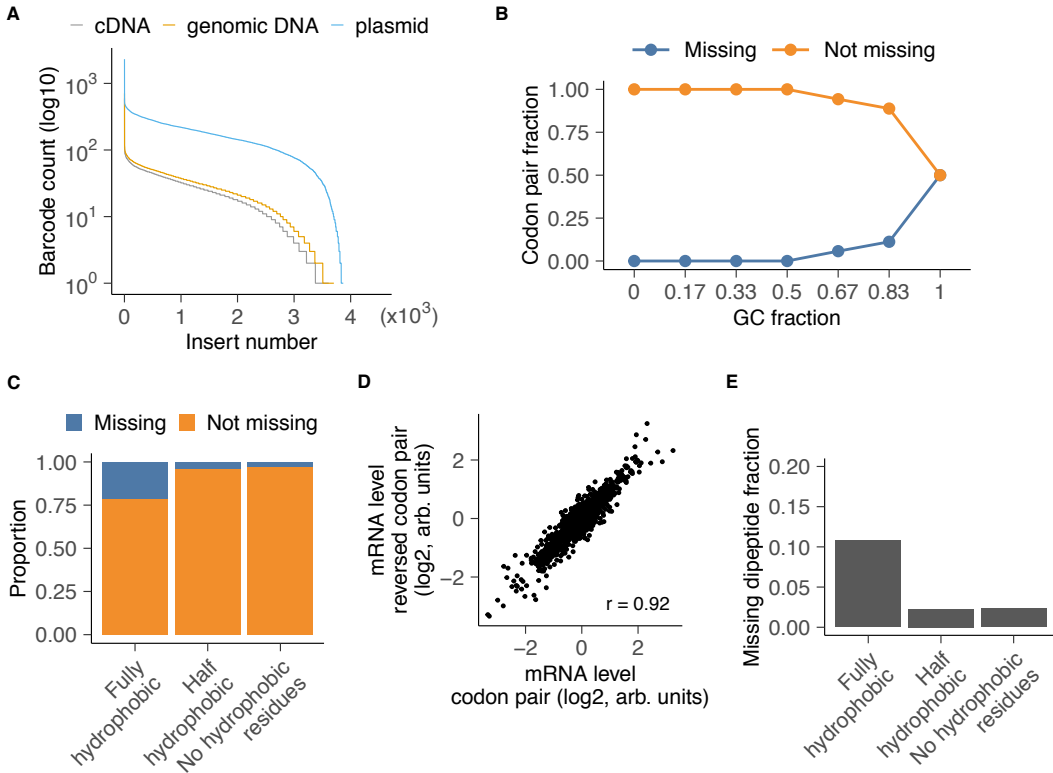 A
cDNA genomic DNA plasmid
Barcode count (log10)
10³
10²
10¹
10⁰
0 1 2 3 4 (x10³)
Insert number
B
Missing Not missing
Codon pair fraction
1.00
0.75
0.50
0.25
0.00
0 0.17 0.33 0.5 0.67 0.83 1
GC fraction
C
Missing Not missing
Proportion
1.00
0.75
0.50
0.25
0.00
Fully
hydrophobic
Half
hydrophobic
No hydrophobic
residues
D
mRNA level
reversed codon pair
(log2, arb. units)
2
0
−2
r = 0.92
−2 0 2
mRNA level
codon pair (log2, arb. units)
E
Missing dipeptide fraction
0.20
0.15
0.10
0.05
0.00
Fully
hydrophobic
Half
hydrophobic
No hydrophobic
residues